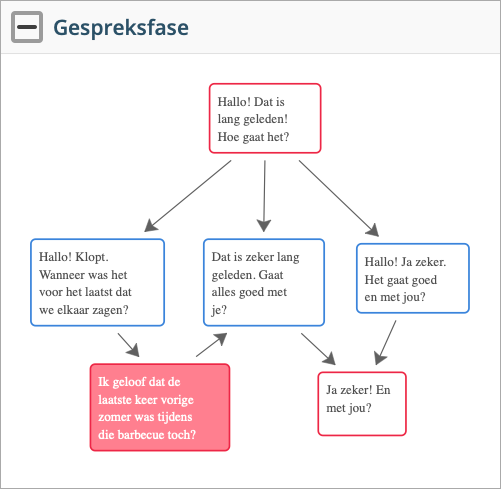 Gespreksfase
Hallo! Dat is
lang geleden!
Hoe gaat het?
Hallo! Klopt.
Wanneer was het
voor het laatst dat
we elkaar zagen?
Dat is zeker lang
geleden. Gaat
alles goed met
je?
Hallo! Ja zeker.
Het gaat goed
en met jou?
Ik geloof dat de
laatste keer vorige
zomer was tijdens
die barbecue toch?
Ja zeker! En
met jou?